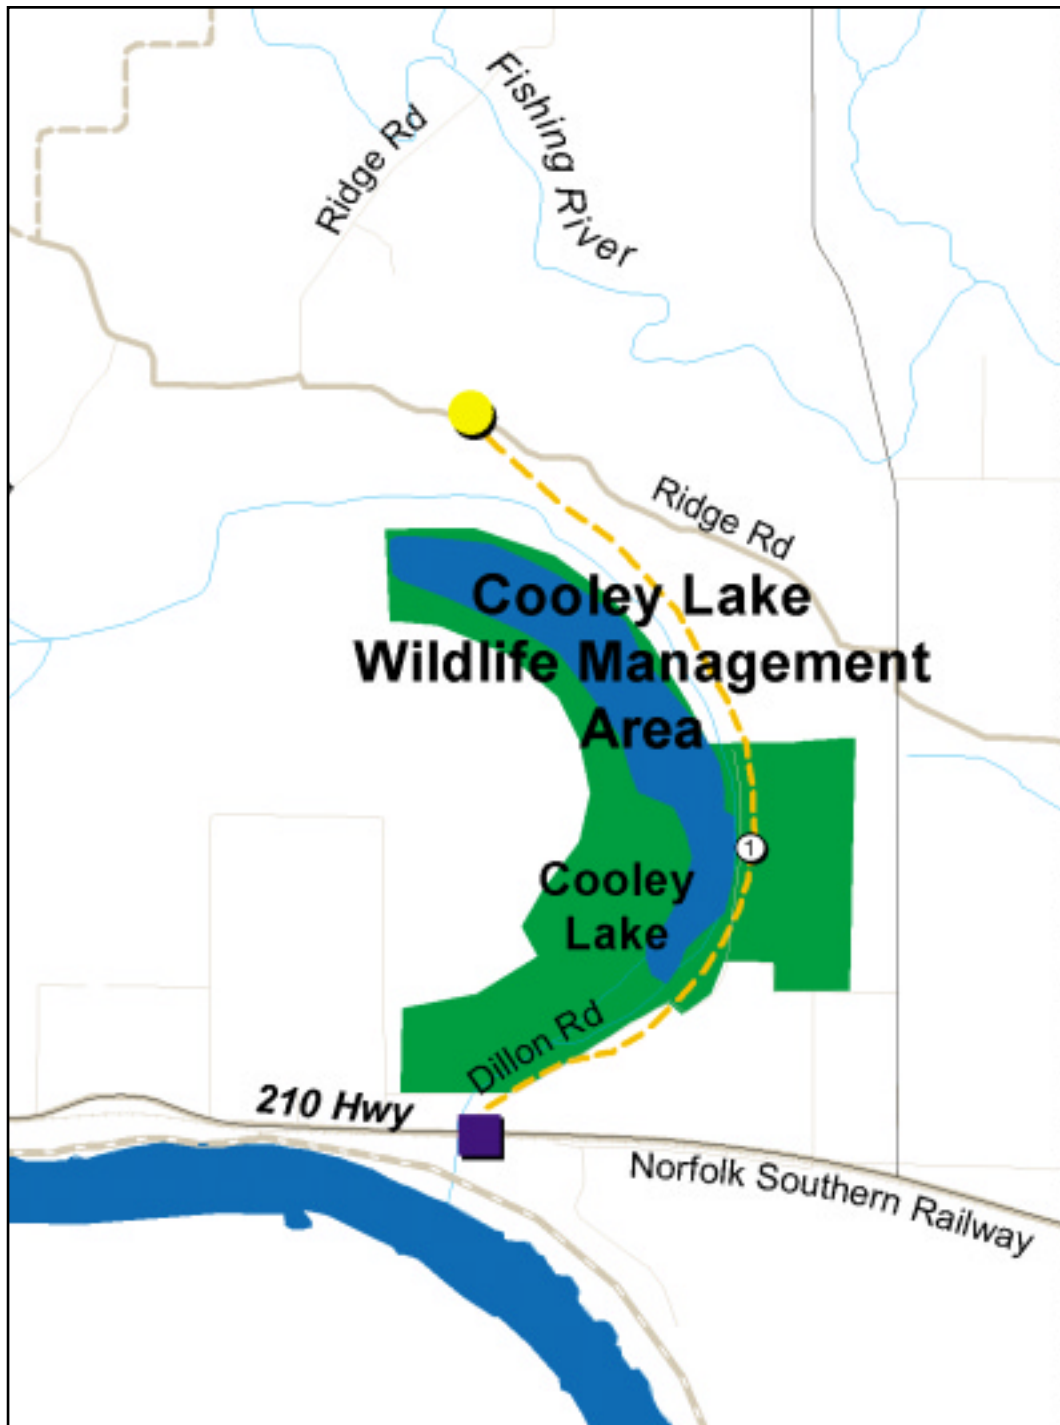 Fishing River
Ridge Rd
Ridge Rd
Cooley Lake
Wildlife Management
Area
1
Cooley
Lake
Dillon Rd
210 Hwy
Norfolk Southern Railway